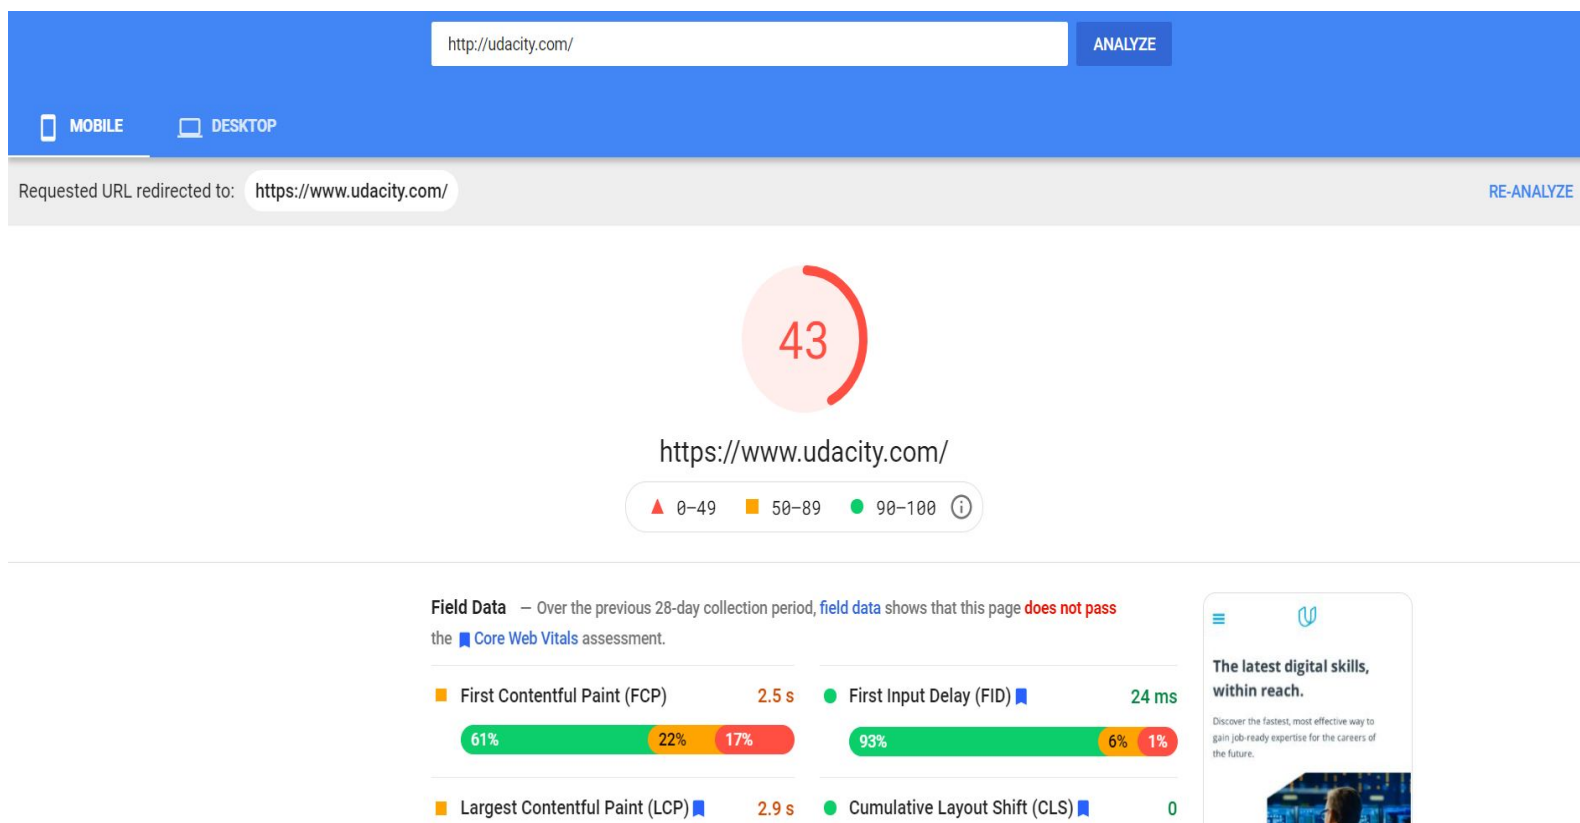 http://udacity.com/
ANALYZE
MOBILE
DESKTOP
Requested URL redirected to: https://www.udacity.com/
RE-ANALYZE
43
https://www.udacity.com/
0–49 50–89 90–100
Field Data — Over the previous 28-day collection period, field data shows that this page does not pass
the Core Web Vitals assessment.
First Contentful Paint (FCP) 2.5 s
61% 22% 17%
First Input Delay (FID) 24 ms
93% 6% 1%
Largest Contentful Paint (LCP) 2.9 s
Cumulative Layout Shift (CLS) 0
The latest digital skills,
within reach.
Discover the fastest, most effective way to
gain job-ready expertise for the careers of
the future.